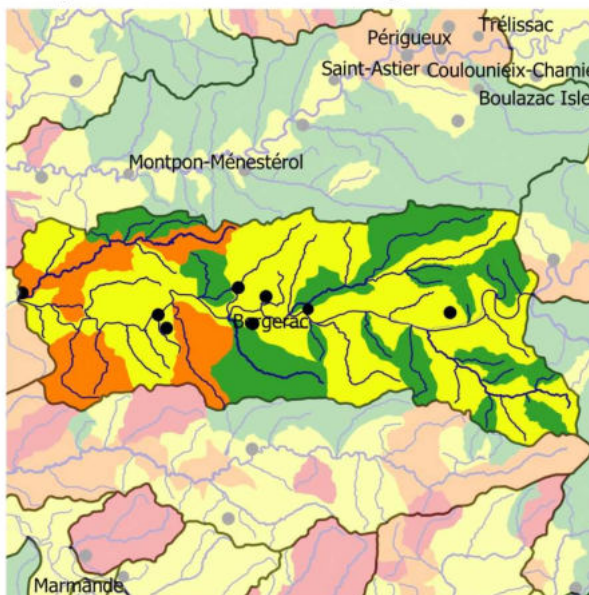 Trélissac
Périgueux
Saint-Astier Coulounieix-Chamie
Boulazac Isle
Montpon-Ménestérol
Bergerac
Marmande